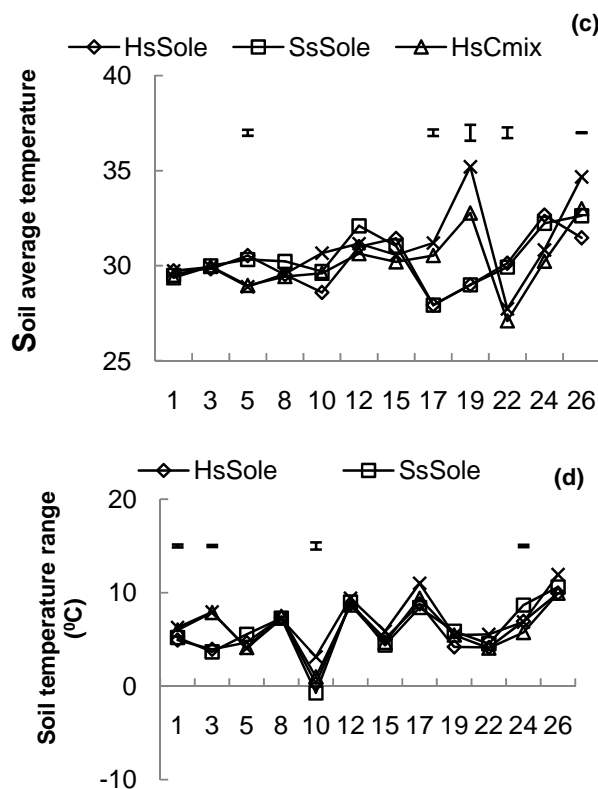 (c)
HsSole SsSole HsCmix
Soil average temperature
40
35
30
25
1 3 5 8 10 12 15 17 19 22 24 26
HsSole SsSole (d)
Soil temperature range
(⁰C)
20
10
0
-10
1 3 5 8 10 12 15 17 19 22 24 26